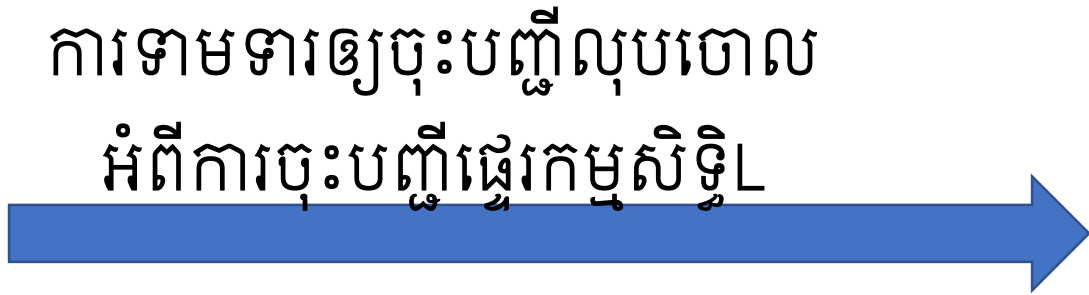 ការទាមទារឲ្យចុះបញ្ជីលុបចោល
អំពីការចុះបញ្ជីផ្ទេរកម្មសិទ្ធិL